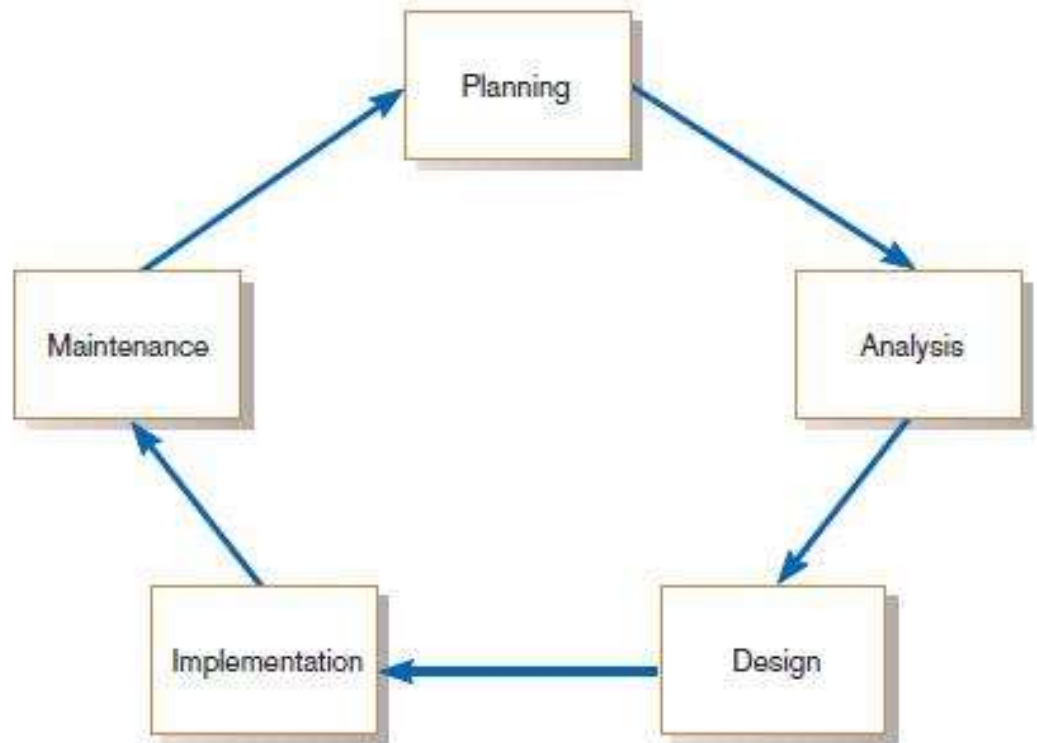 Planning
Maintenance
Analysis
Implementation
Design